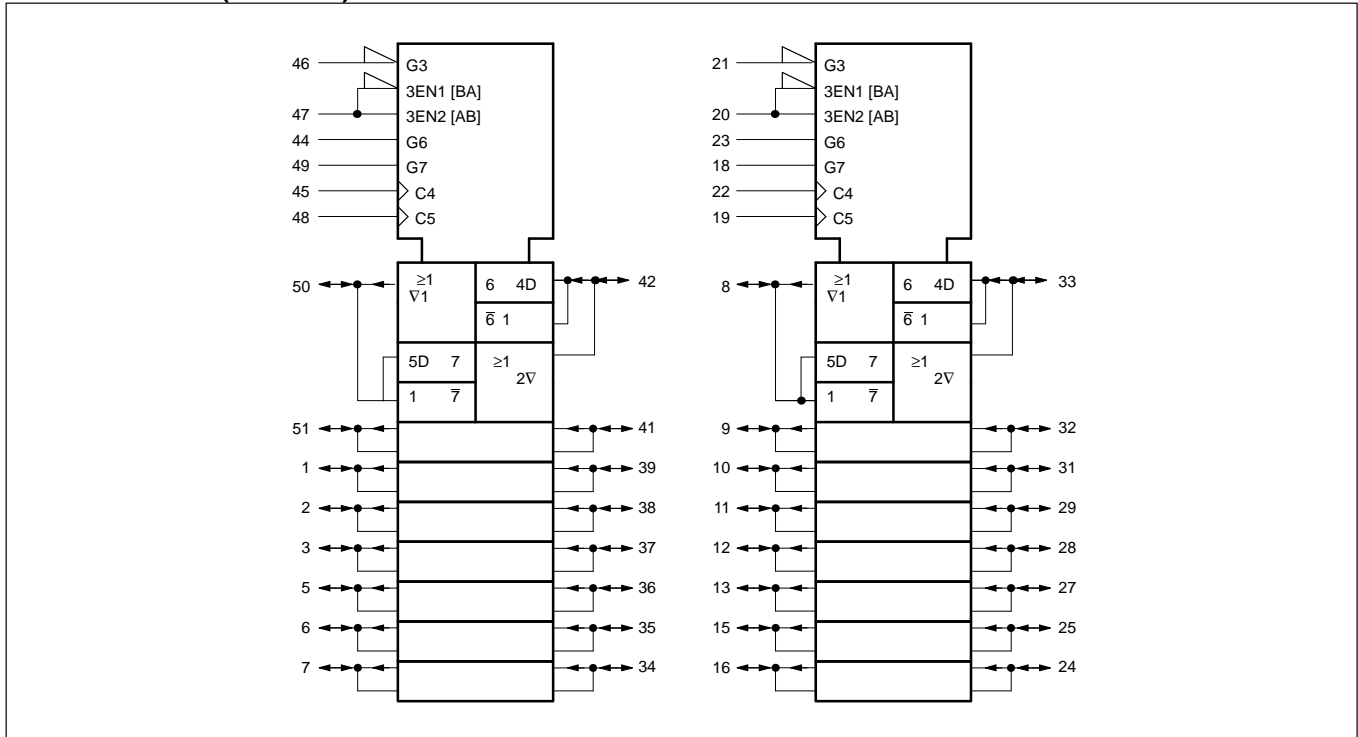 46 G3
3EN1 [BA]
47 3EN2 [AB]
44 G6
49 G7
45 C4
48 C5
50 ≥1 6 4D 42
∇1
6̅ 1
5D 7 ≥1
2∇
1 7̅
51 41
1 39
2 38
3 37
5 36
6 35
7 34
21 G3
3EN1 [BA]
20 3EN2 [AB]
23 G6
18 G7
22 C4
19 C5
8 ≥1 6 4D 33
∇1
6̅ 1
5D 7 ≥1
2∇
1 7̅
9 32
10 31
11 29
12 28
13 27
15 25
16 24